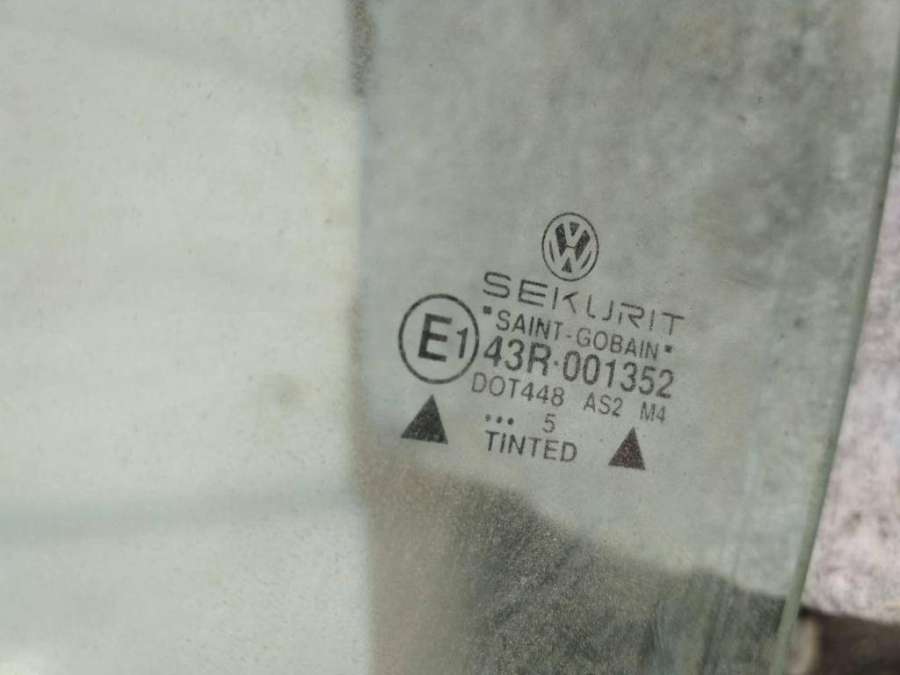 SEKURIT
"SAINT-GOBAIN"
E1 43R-001352
DOT448 AS2 M4
... 5
TINTED